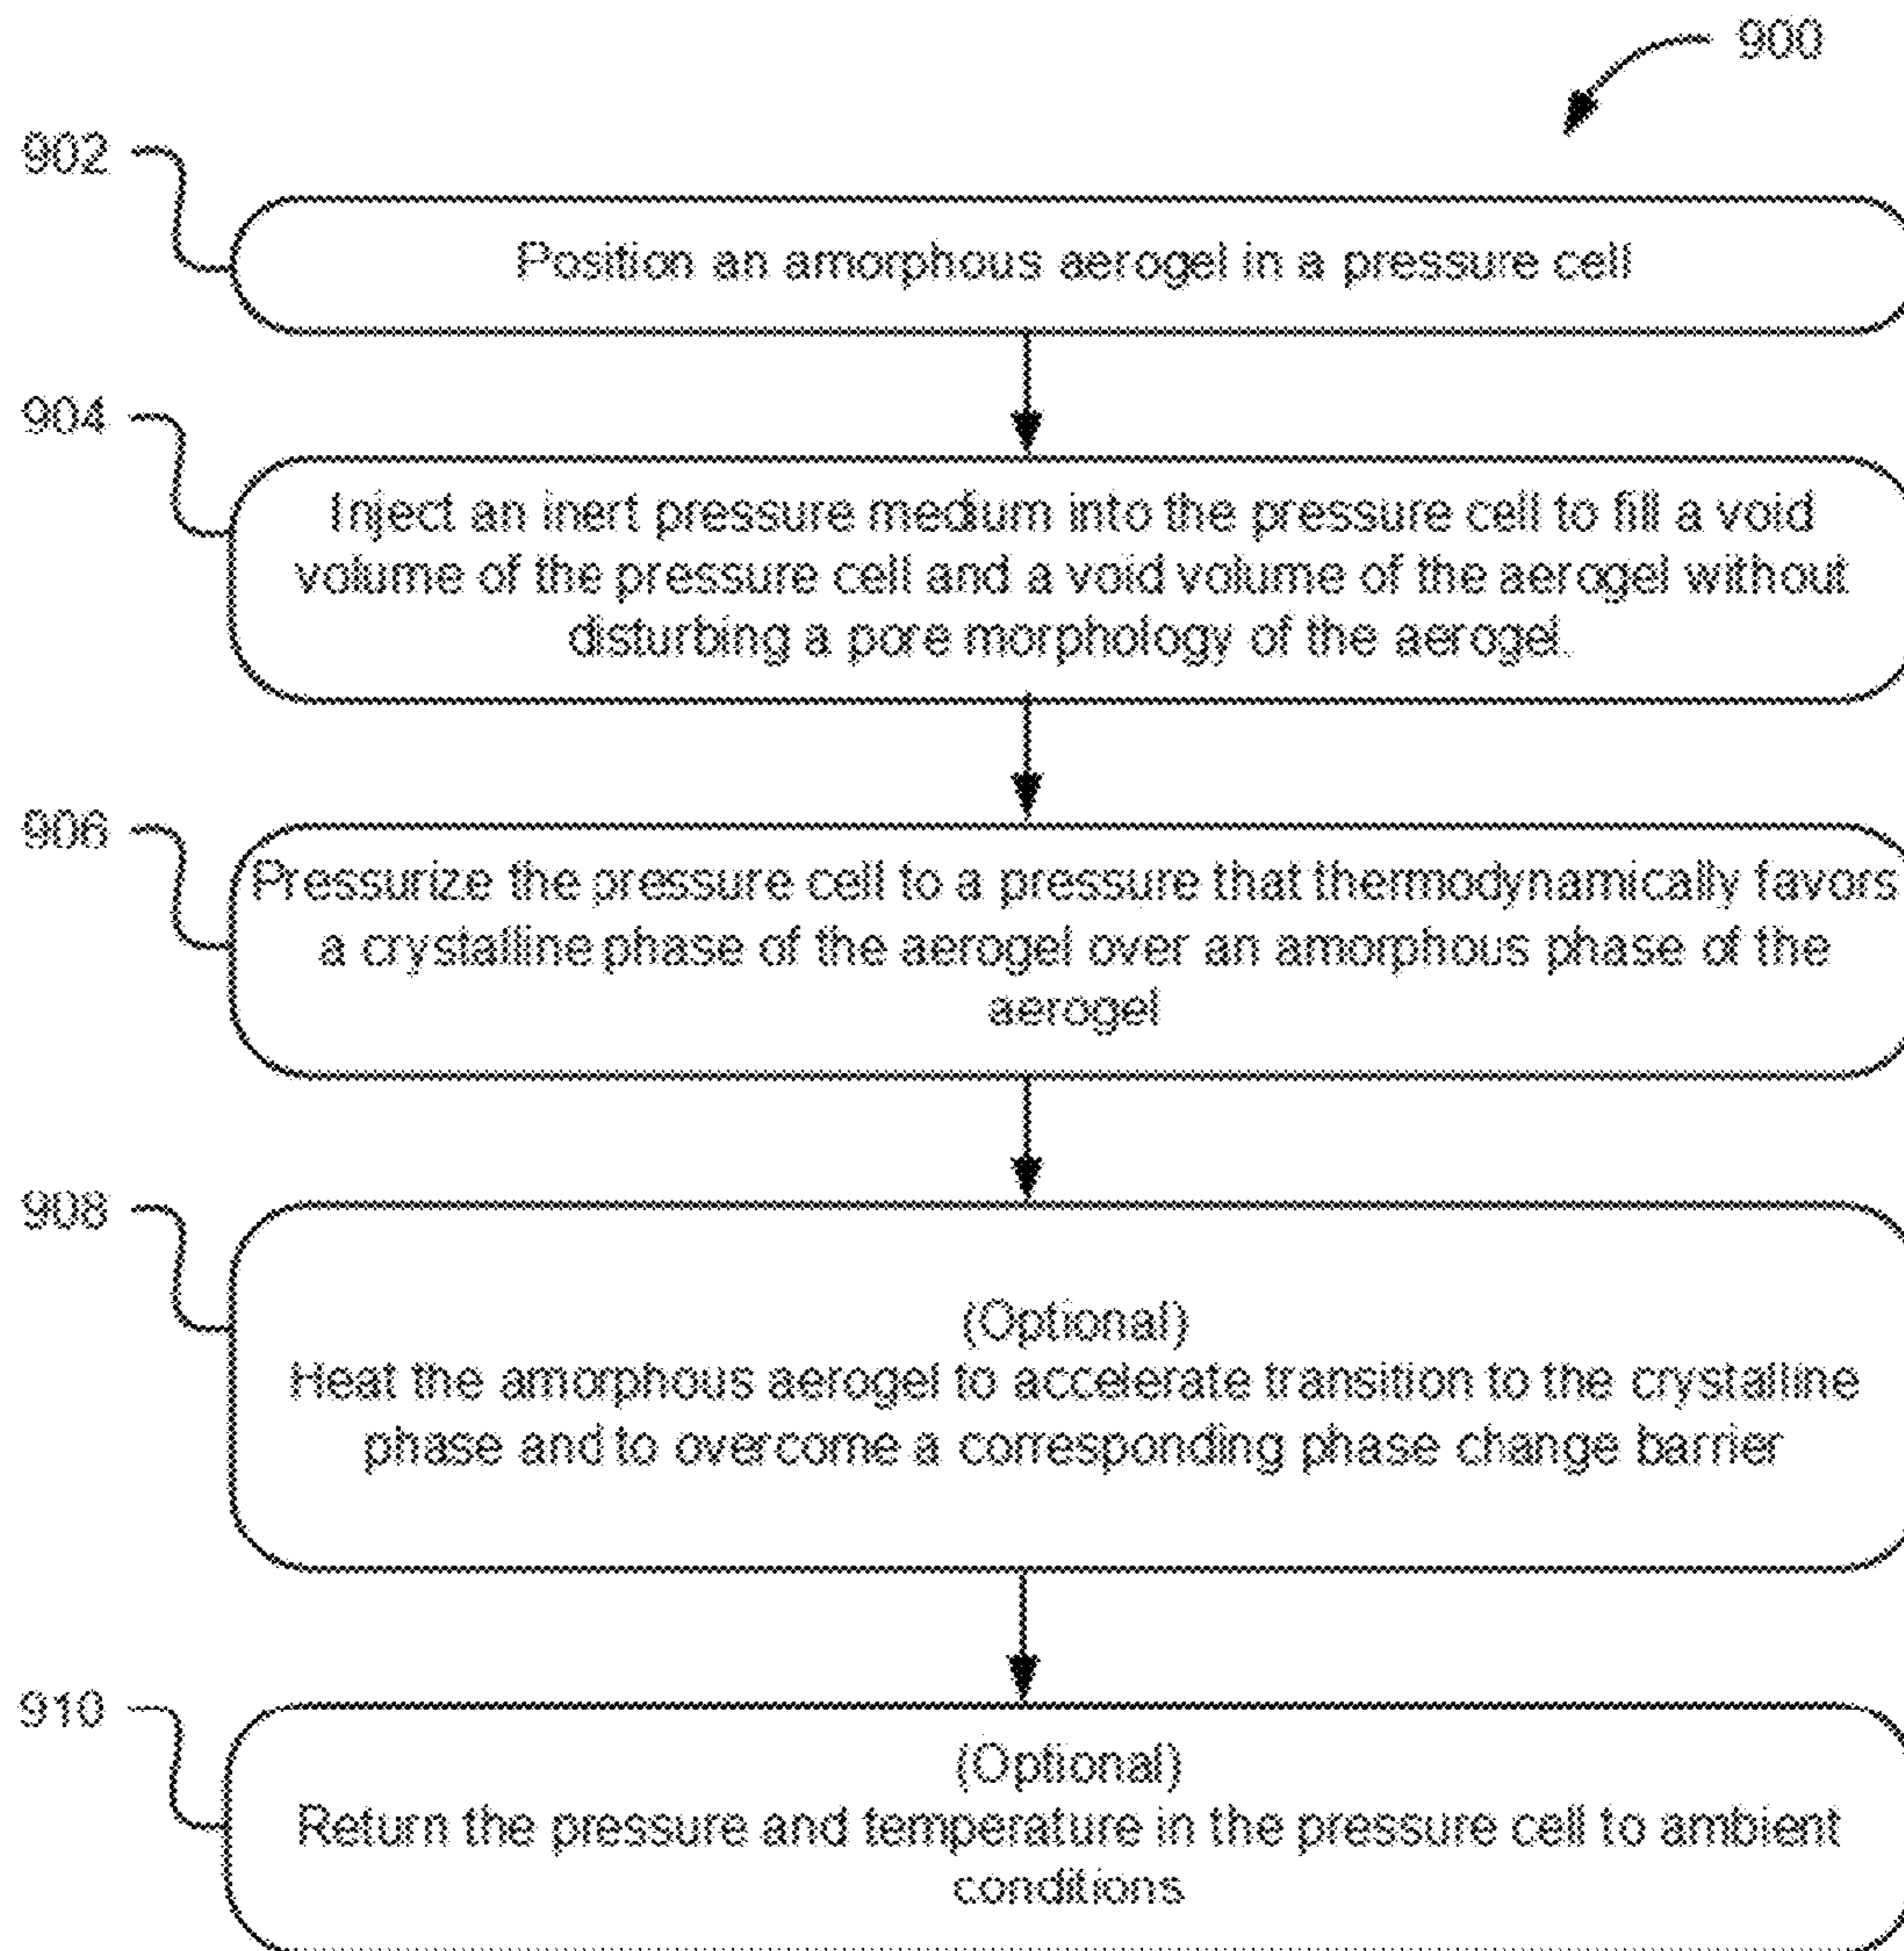 900
902
Position an amorphous aerogel in a pressure cell
904
Inject an inert pressure medium into the pressure cell to fill a void
volume of the pressure cell and a void volume of the aerogel without
disturbing a pore morphology of the aerogel.
906
Pressurize the pressure cell to a pressure that thermodynamically favors
a crystalline phase of the aerogel over an amorphous phase of the
aerogel
908
(Optional)
Heat the amorphous aerogel to accelerate transition to the crystalline
phase and to overcome a corresponding phase change barrier
910
(Optional)
Return the pressure and temperature in the pressure cell to ambient
conditions